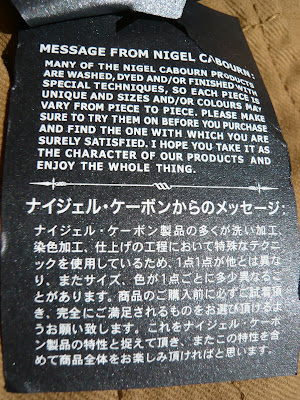 MESSAGE FROM NIGEL CABOURN:
MANY OF THE NIGEL CABOURN PRODUCTS
ARE WASHED, DYED AND/OR FINISHED WITH
SPECIAL TECHNIQUES, SO EACH PIECE IS
UNIQUE AND SIZES AND/OR COLOURS MAY
VARY FROM PIECE TO PIECE. PLEASE MAKE
SURE TO TRY THEM ON BEFORE YOU PURCHASE
AND FIND THE ONE WITH WHICH YOU ARE
SURELY SATISFIED. I HOPE YOU TAKE IT AS
THE CHARACTER OF OUR PRODUCTS AND
ENJOY THE WHOLE THING.
ナイジェル・ケーボンからのメッセージ:
ナイジェル・ケーボン製品の多くが洗い加工、
染色加工、仕上げの工程において特殊なテクニ
ックを使用しているため、1点1点が他とは異な
り、またサイズ、色が1点ごとに多少異なるこ
とがあります。商品のご購入前に必ずご試着頂
き、完全にご満足されるものをお選び頂けるよ
うお願い致します。これをナイジェル・ケーボ
ン製品の特性と捉えて頂き、またこの特性を含
めて商品全体をお楽しみ頂ければと思います。